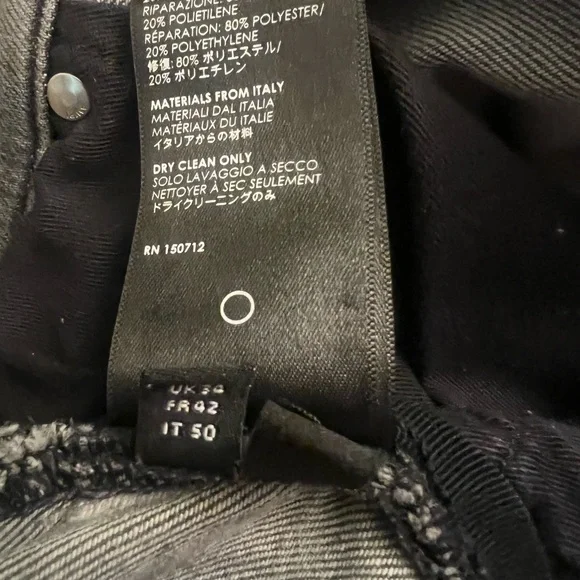 RIPARAZIONE:
20% POLIETILENE
RÉPARATION: 80% POLYESTER/
20% POLYETHYLENE
修復: 80% ポリエステル/
20% ポリエチレン
MATERIALS FROM ITALY
MATERIALI DAL ITALIA
MATÉRIAUX DU ITALIE
イタリアからの材料
DRY CLEAN ONLY
SOLO LAVAGGIO A SECCO
NETTOYER À SEC SEULEMENT
ドライクリーニングのみ
RN 150712
UK 34
FR 42
IT 50